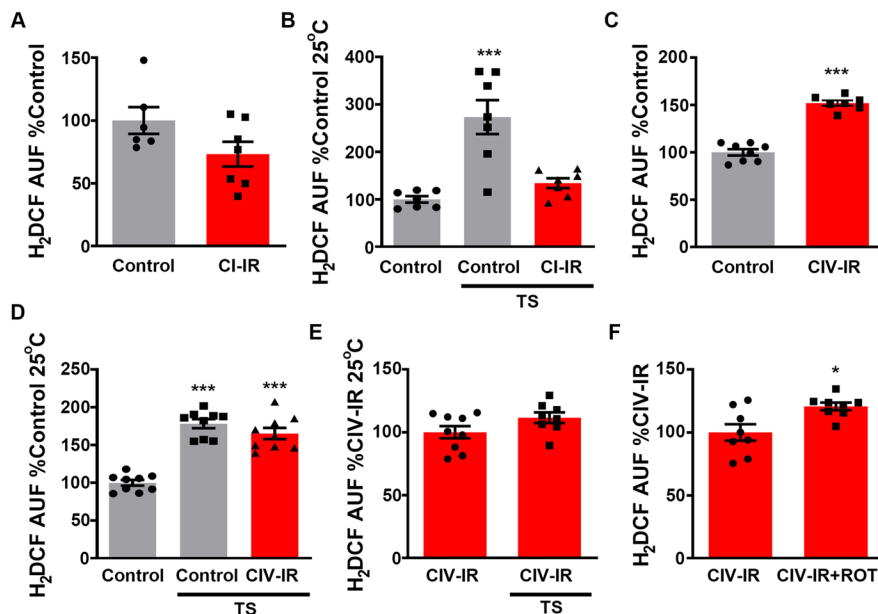 A
H₂DCF AUF %Control
150
100
50
0
Control
CI-IR
B
H₂DCF AUF %Control 25°C
400
300
200
100
0
***
Control
Control
CI-IR
TS
C
H₂DCF AUF %Control
200
150
100
50
0
***
Control
CIV-IR
D
H₂DCF AUF %Control 25°C
250
200
150
100
50
0
***
***
Control
Control
CIV-IR
TS
E
H₂DCF AUF %CIV-IR 25°C
150
100
50
0
CIV-IR
CIV-IR
TS
F
H₂DCF AUF %CIV-IR
150
100
50
0
*
CIV-IR
CIV-IR+ROT